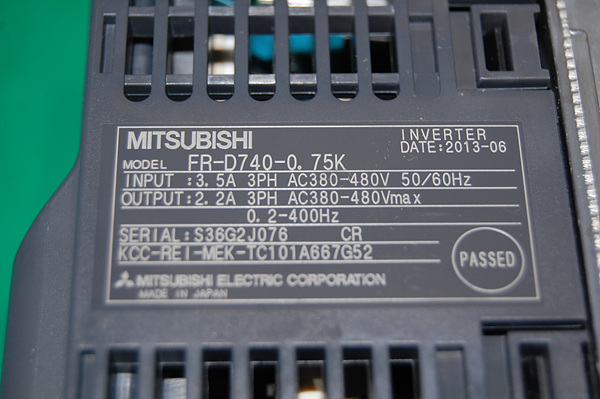 MITSUBISHI INVERTER
DATE:2013-06
MODEL FR-D740-0.75K
INPUT :3.5A 3PH AC380-480V 50/60Hz
OUTPUT:2.2A 3PH AC380-480Vmax
0.2-400Hz
SERIAL:S36G2J076 CR
KCC-REI-MEK-TC101A667G52
PASSED
MITSUBISHI ELECTRIC CORPORATION
MADE IN JAPAN